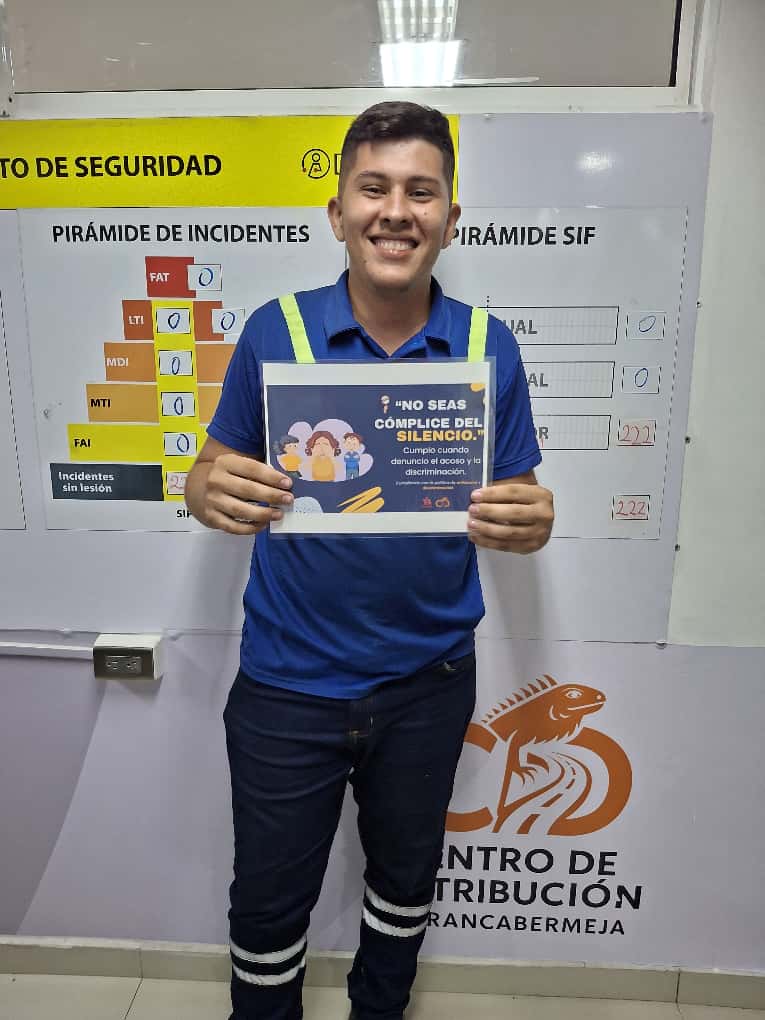 TO DE SEGURIDAD
PIRÁMIDE DE INCIDENTES
FAT 0
LTI 0 0
MDI 0
MTI 0
FAI 0
Incidentes
sin lesión
PIRÁMIDE SIF
UAL 0
AL 0
OR 222
222
"NO SEAS
CÓMPLICE DEL
SILENCIO."
Cumplo cuando
denuncio el acoso y la
discriminación.
CD
ENTRO DE
TRIBUCIÓN
RANCABERMEJA